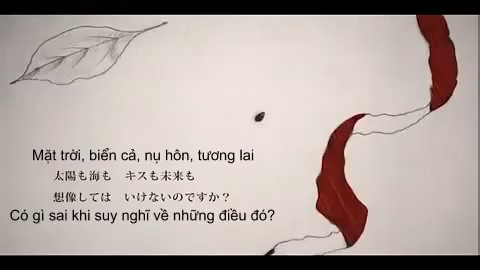 Mặt trời, biển cả, nụ hôn, tương lai
太陽も海も　キスも未来も
想像しては　いけないのですか？
Có gì sai khi suy nghĩ về những điều đó?